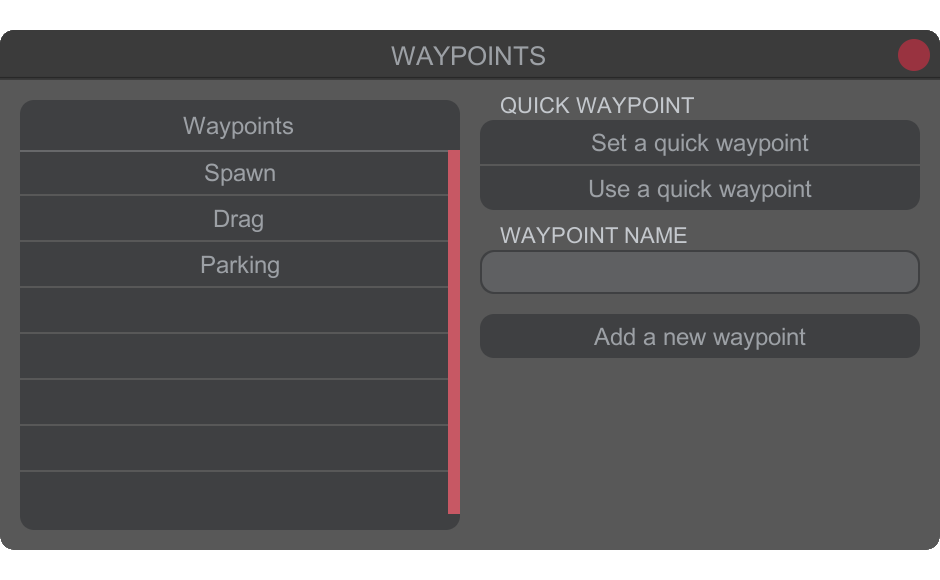 WAYPOINTS
Waypoints
Spawn
Drag
Parking
QUICK WAYPOINT
Set a quick waypoint
Use a quick waypoint
WAYPOINT NAME
Add a new waypoint